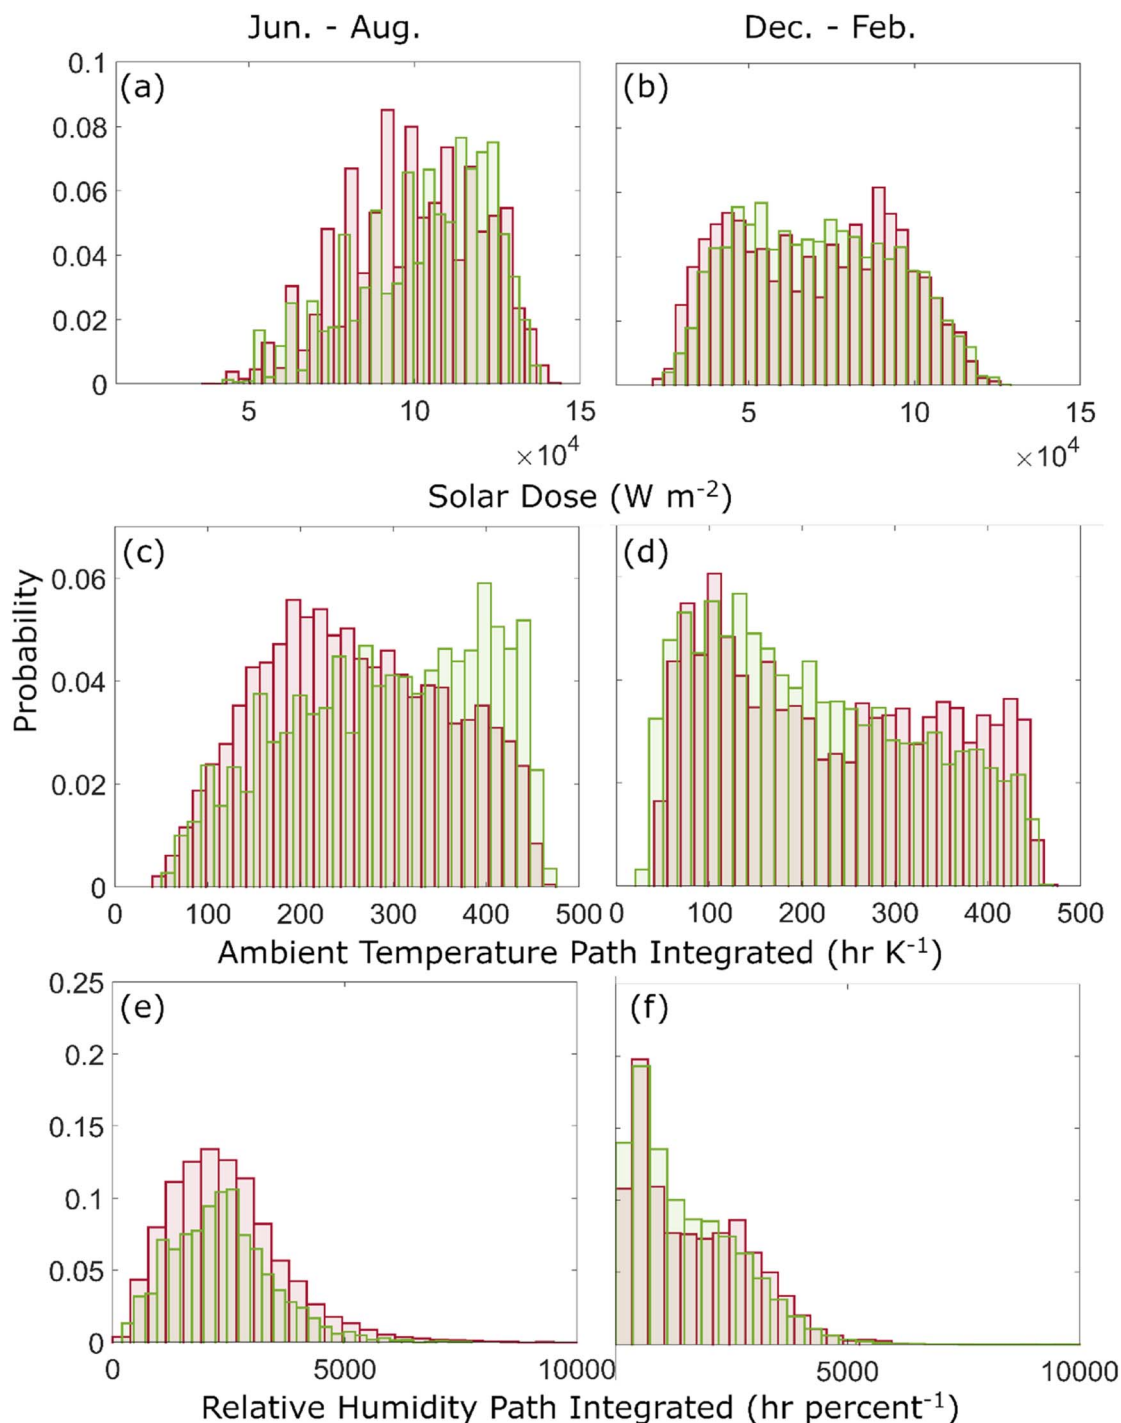 Jun. - Aug. Dec. - Feb.
(a) (b)
0.1
0.08
0.06
0.04
0.02
0
5 10 15 5 10 15
×10⁴ ×10⁴
Solar Dose (W m⁻²)
(c) (d)
Probability
0.06
0.04
0.02
0
0 100 200 300 400 500 0 100 200 300 400 500
Ambient Temperature Path Integrated (hr K⁻¹)
(e) (f)
0.25
0.2
0.15
0.1
0.05
0
0 5000 10000 5000 10000
Relative Humidity Path Integrated (hr percent⁻¹)